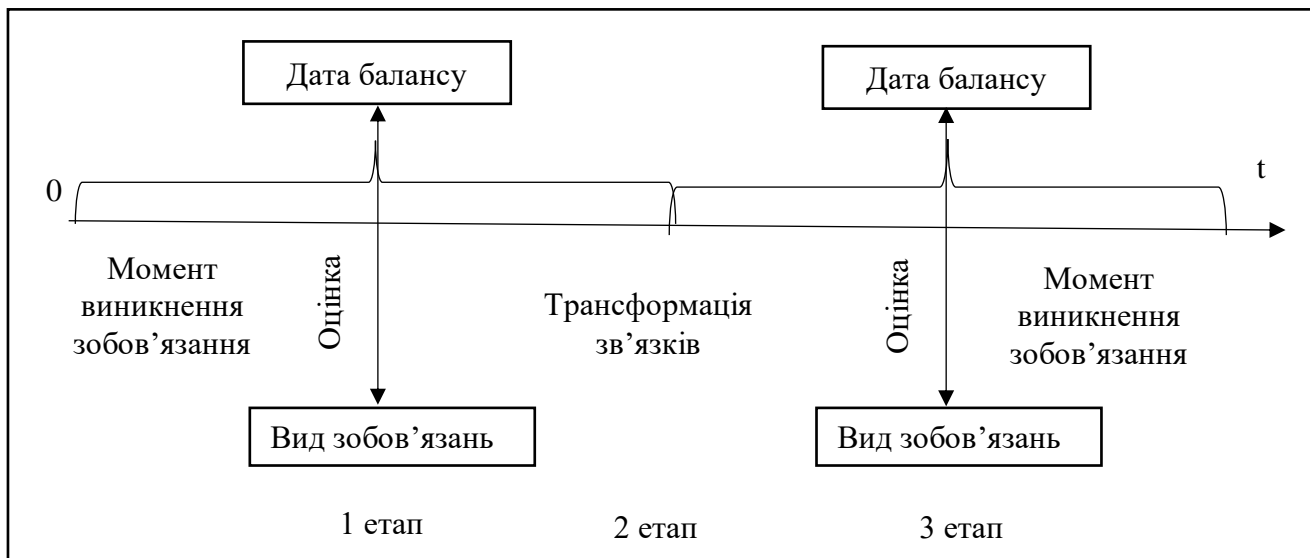 Дата балансу
Дата балансу
0
t
Момент
виникнення
зобов’язання
Оцінка
Трансформація
зв’язків
Оцінка
Момент
виникнення
зобов’язання
Вид зобов’язань
Вид зобов’язань
1 етап
2 етап
3 етап